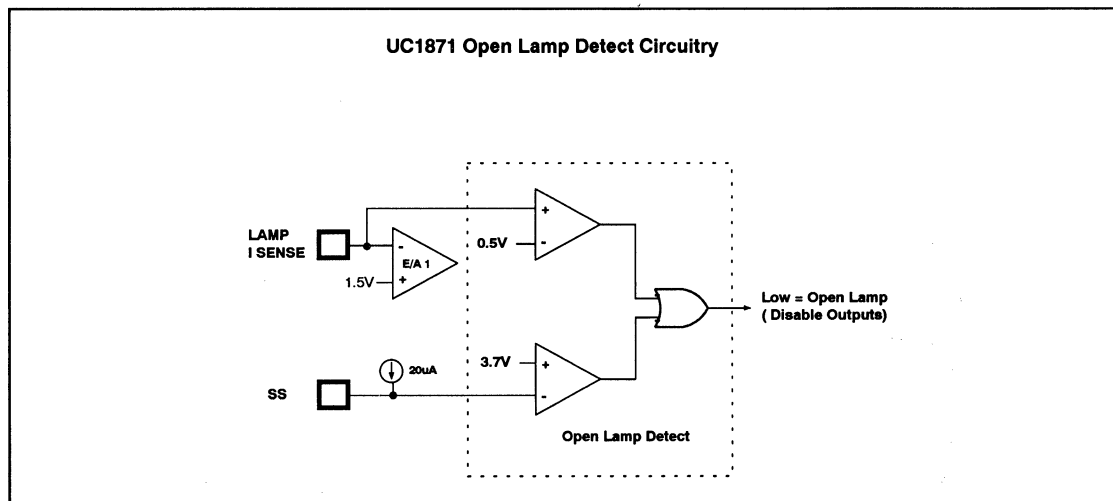 UC1871 Open Lamp Detect Circuitry
LAMP
I SENSE
-
E/A 1
+
1.5V
+
0.5V
-
Low = Open Lamp
( Disable Outputs)
3.7V
+
20uA
SS
-
Open Lamp Detect